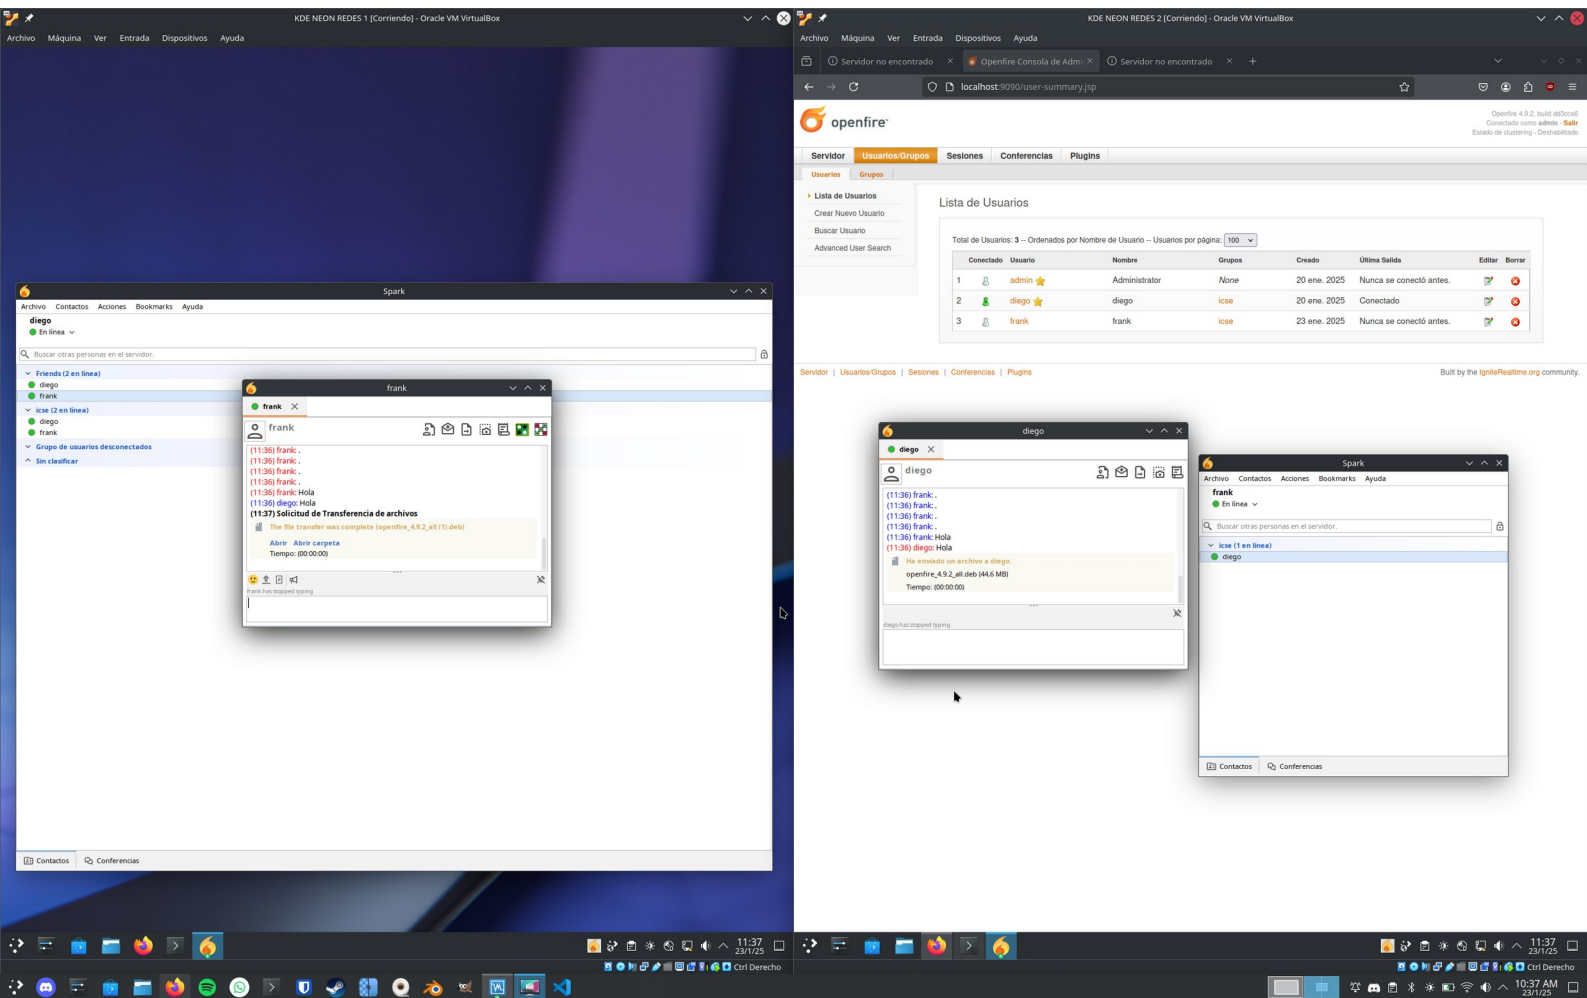 KDE NEON REDES 1 [Corriendo] - Oracle VM VirtualBox
Archivo Máquina Ver Entrada Dispositivos Ayuda
Spark
Archivo Contactos Acciones Bookmarks Ayuda
diego
En línea
Buscar otras personas en el servidor.
Friends (2 en línea)
diego
frank
icse (2 en línea)
diego
frank
Grupo de usuarios desconectados
Sin clasificar
frank
frank
frank
(11:36) frank: .
(11:36) frank: .
(11:36) frank: .
(11:36) frank: .
(11:36) frank: Hola
(11:36) diego: Hola
(11:37) Solicitud de Transferencia de archivos
The file transfer was complete (openfire_4.9.2_all (1).deb)
Abrir Abrir carpeta
Tiempo: (00:00:00)
frank has stopped typing
Contactos Conferencias
11:37
23/1/25
Ctrl Derecho
KDE NEON REDES 2 [Corriendo] - Oracle VM VirtualBox
Archivo Máquina Ver Entrada Dispositivos Ayuda
Servidor no encontrado
Openfire Consola de Admi
Servidor no encontrado
localhost:9090/user-summary.jsp
openfire
Openfire 4.9.2, build dd0cca6
Conectado como admin - Salir
Estado de clustering - Deshabilitado
Servidor Usuarios/Grupos Sesiones Conferencias Plugins
Usuarios Grupos
Lista de Usuarios
Crear Nuevo Usuario
Buscar Usuario
Advanced User Search
Lista de Usuarios
Total de Usuarios: 3 -- Ordenados por Nombre de Usuario -- Usuarios por página: 100
Conectado Usuario Nombre Grupos Creado Última Salida Editar Borrar
1 admin Administrator None 20 ene. 2025 Nunca se conectó antes.
2 diego diego icse 20 ene. 2025 Conectado
3 frank frank icse 23 ene. 2025 Nunca se conectó antes.
Servidor | Usuarios/Grupos | Sesiones | Conferencias | Plugins
Built by the IgniteRealtime.org community.
diego
diego
diego
(11:36) frank: .
(11:36) frank: .
(11:36) frank: .
(11:36) frank: .
(11:36) frank: Hola
(11:36) diego: Hola
Ha enviado un archivo a diego.
openfire_4.9.2_all.deb (44,6 MB)
Tiempo: (00:00:00)
diego has stopped typing
Spark
Archivo Contactos Acciones Bookmarks Ayuda
frank
En línea
Buscar otras personas en el servidor.
icse (1 en línea)
diego
Contactos Conferencias
11:37
23/1/25
Ctrl Derecho
10:37 AM
23/1/25